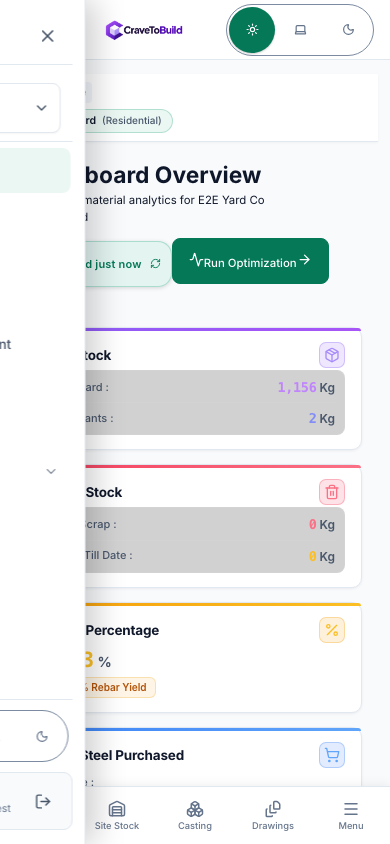 CraveToBuild
rd (Residential)
board Overview
material analytics for E2E Yard Co
d
d just now
Run Optimization
tock
ard :
1,156 Kg
ants :
2 Kg
nt
Stock
Scrap :
0 Kg
Till Date :
0 Kg
Percentage
3 %
% Rebar Yield
Steel Purchased
e :
est
Site Stock
Casting
Drawings
Menu